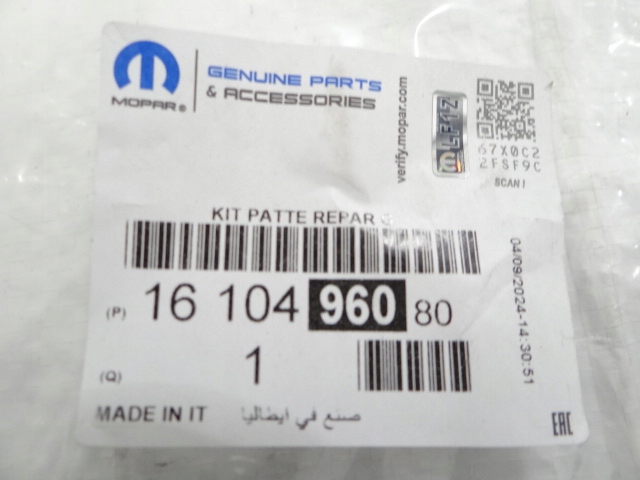 MOPAR®
GENUINE PARTS
& ACCESSORIES
verify.mopar.com
LF1Z
67X0C2
2FSF9C
SCAN!
KIT PATTE REPAR G
(P) 16 104 960 80
(Q) 1
04/09/2024-14:30:51
MADE IN IT صنع في ايطاليا
EAC